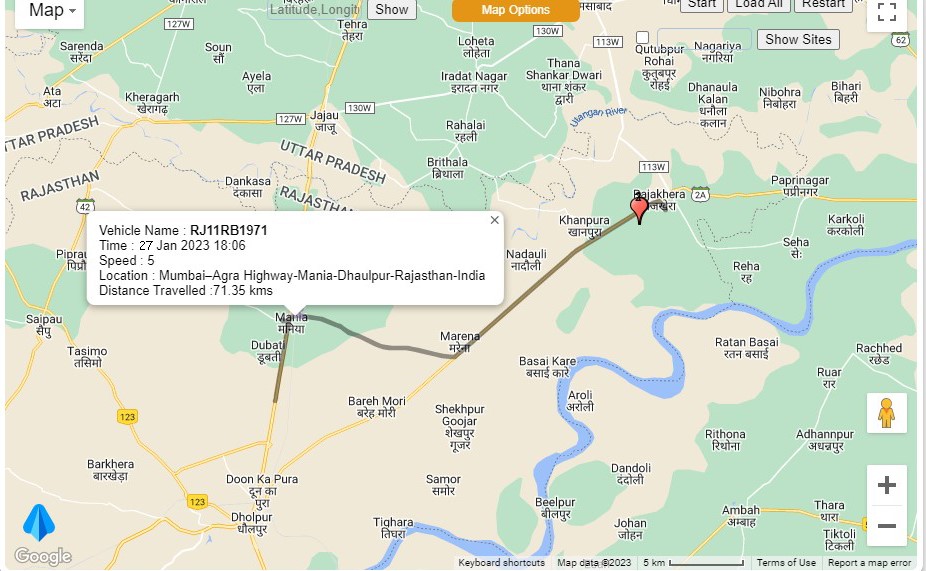 Map
Latitude,Longit
Show
Map Options
Start
Load All
Restart
Show Sites
127W
Tehra
तेहरा
130W
113W
62
Sarenda
सरेंदा
Soun
सौं
Loheta
लोहेता
Qutubpur
Rohai
कुतुबपुर
रोहई
Nagariya
नगरिया
Ayela
एला
Iradat Nagar
इरादत नगर
Thana
Shankar Dwari
थाना शंकर
द्वारी
Dhanaula
Kalan
धनौला
कलान
Nibohra
निबोहरा
Bihari
बिहरी
Ata
अटा
Kheragarh
खेरागढ़
130W
127W
Jajau
जाजू
Utangan River
Rahalai
रहली
UTTAR PRADESH
UTTAR PRADESH
RAJASTHAN
RAJASTHAN
Brithala
ब्रिथाला
113W
Dankasa
दंकासा
Rajakhera
2A
Paprinagar
पप्रीनगर
42
Khanpura
खानपुरा
Karkoli
करकोली
Seha
सेः
Nadauli
नादौली
Reha
रह
Vehicle Name : RJ11RB1971
Time : 27 Jan 2023 18:06
Speed : 5
Location : Mumbai–Agra Highway-Mania-Dhaulpur-Rajasthan-India
Distance Travelled :71.35 kms
Saipau
सैपु
Mania
मनिया
Dubati
डूबती
Marena
मरेना
Tasimo
तसिमो
Basai Kare
बसाई कारे
Ratan Basai
रतन बसाई
Rachhed
रछेड
Ruar
रार
Aroli
अरोली
Bareh Mori
बरेह मोरी
Shekhpur
Goojar
शेखपुर
गूजर
123
Rithona
रिथोना
Adhannpur
अधन्नपुर
Barkhera
बारखेड़ा
Doon Ka Pura
दून का
पुरा
Samor
समोर
Dandoli
दंदोली
123
Dholpur
धौलपुर
Tighara
तिघरा
Beelpur
बीलपुर
Johan
जोहन
Ambah
अम्बाह
Thara
थारा
Tiktoli
टिकली
Google
Keyboard shortcuts
Map data ©2023
5 km
Terms of Use
Report a map error